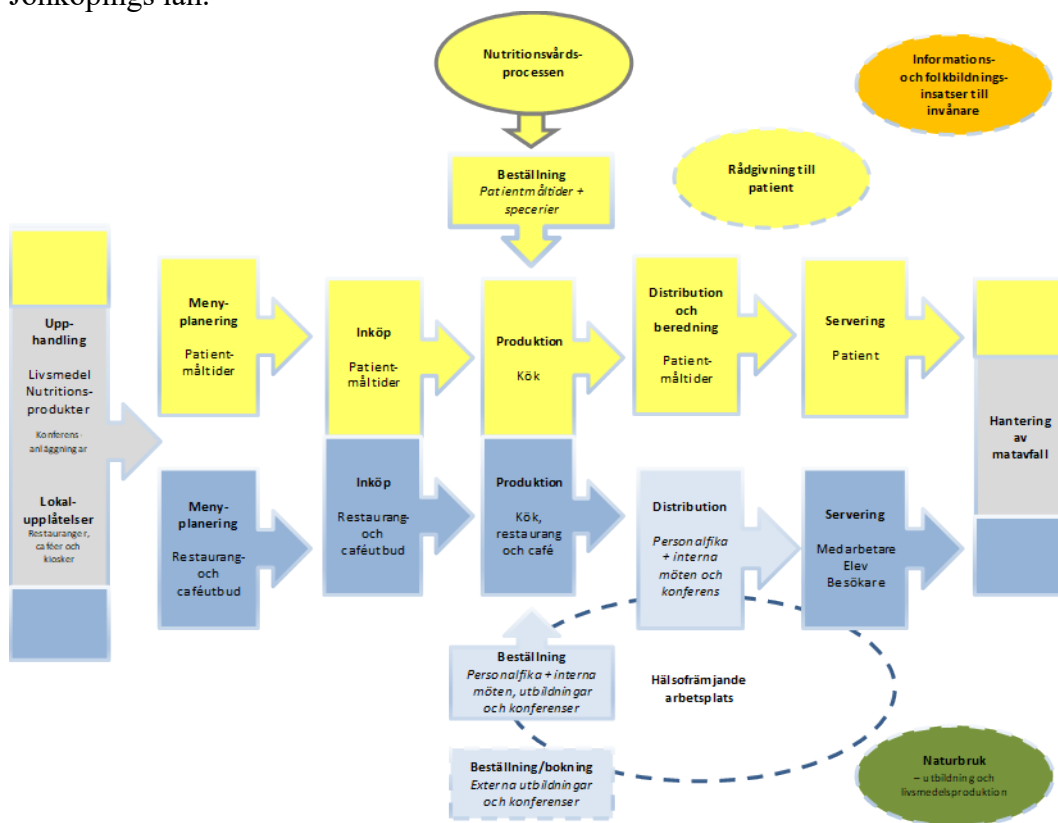 Jönköpings län.
Nutritionsvårds-
processen
Informations-
och folkbildnings-
insatser till
invånare
Rådgivning till
patient
Beställning
Patientmåltider +
specerier
Upp-
handling
Livsmedel
Nutritions-
produkter
Konferens-
anläggningar
Lokal-
upplåtelser
Restauranger,
caféer och
kiosker
Meny-
planering
Patient-
måltider
Inköp
Patient-
måltider
Produktion
Kök
Distribution
och
beredning
Patient-
måltider
Servering
Patient
Hantering
av
matavfall
Meny-
planering
Restaurang-
och
caféutbud
Inköp
Restaurang-
och
caféutbud
Produktion
Kök,
restaurang
och café
Distribution
Personalfika
+ interna
möten och
konferens
Servering
Medarbetare
Elev
Besökare
Beställning
Personalfika + interna
möten, utbildningar
och konferenser
Hälsofrämjande
arbetsplats
Beställning/bokning
Externa utbildningar
och konferenser
Naturbruk
– utbildning och
livsmedelsproduktion